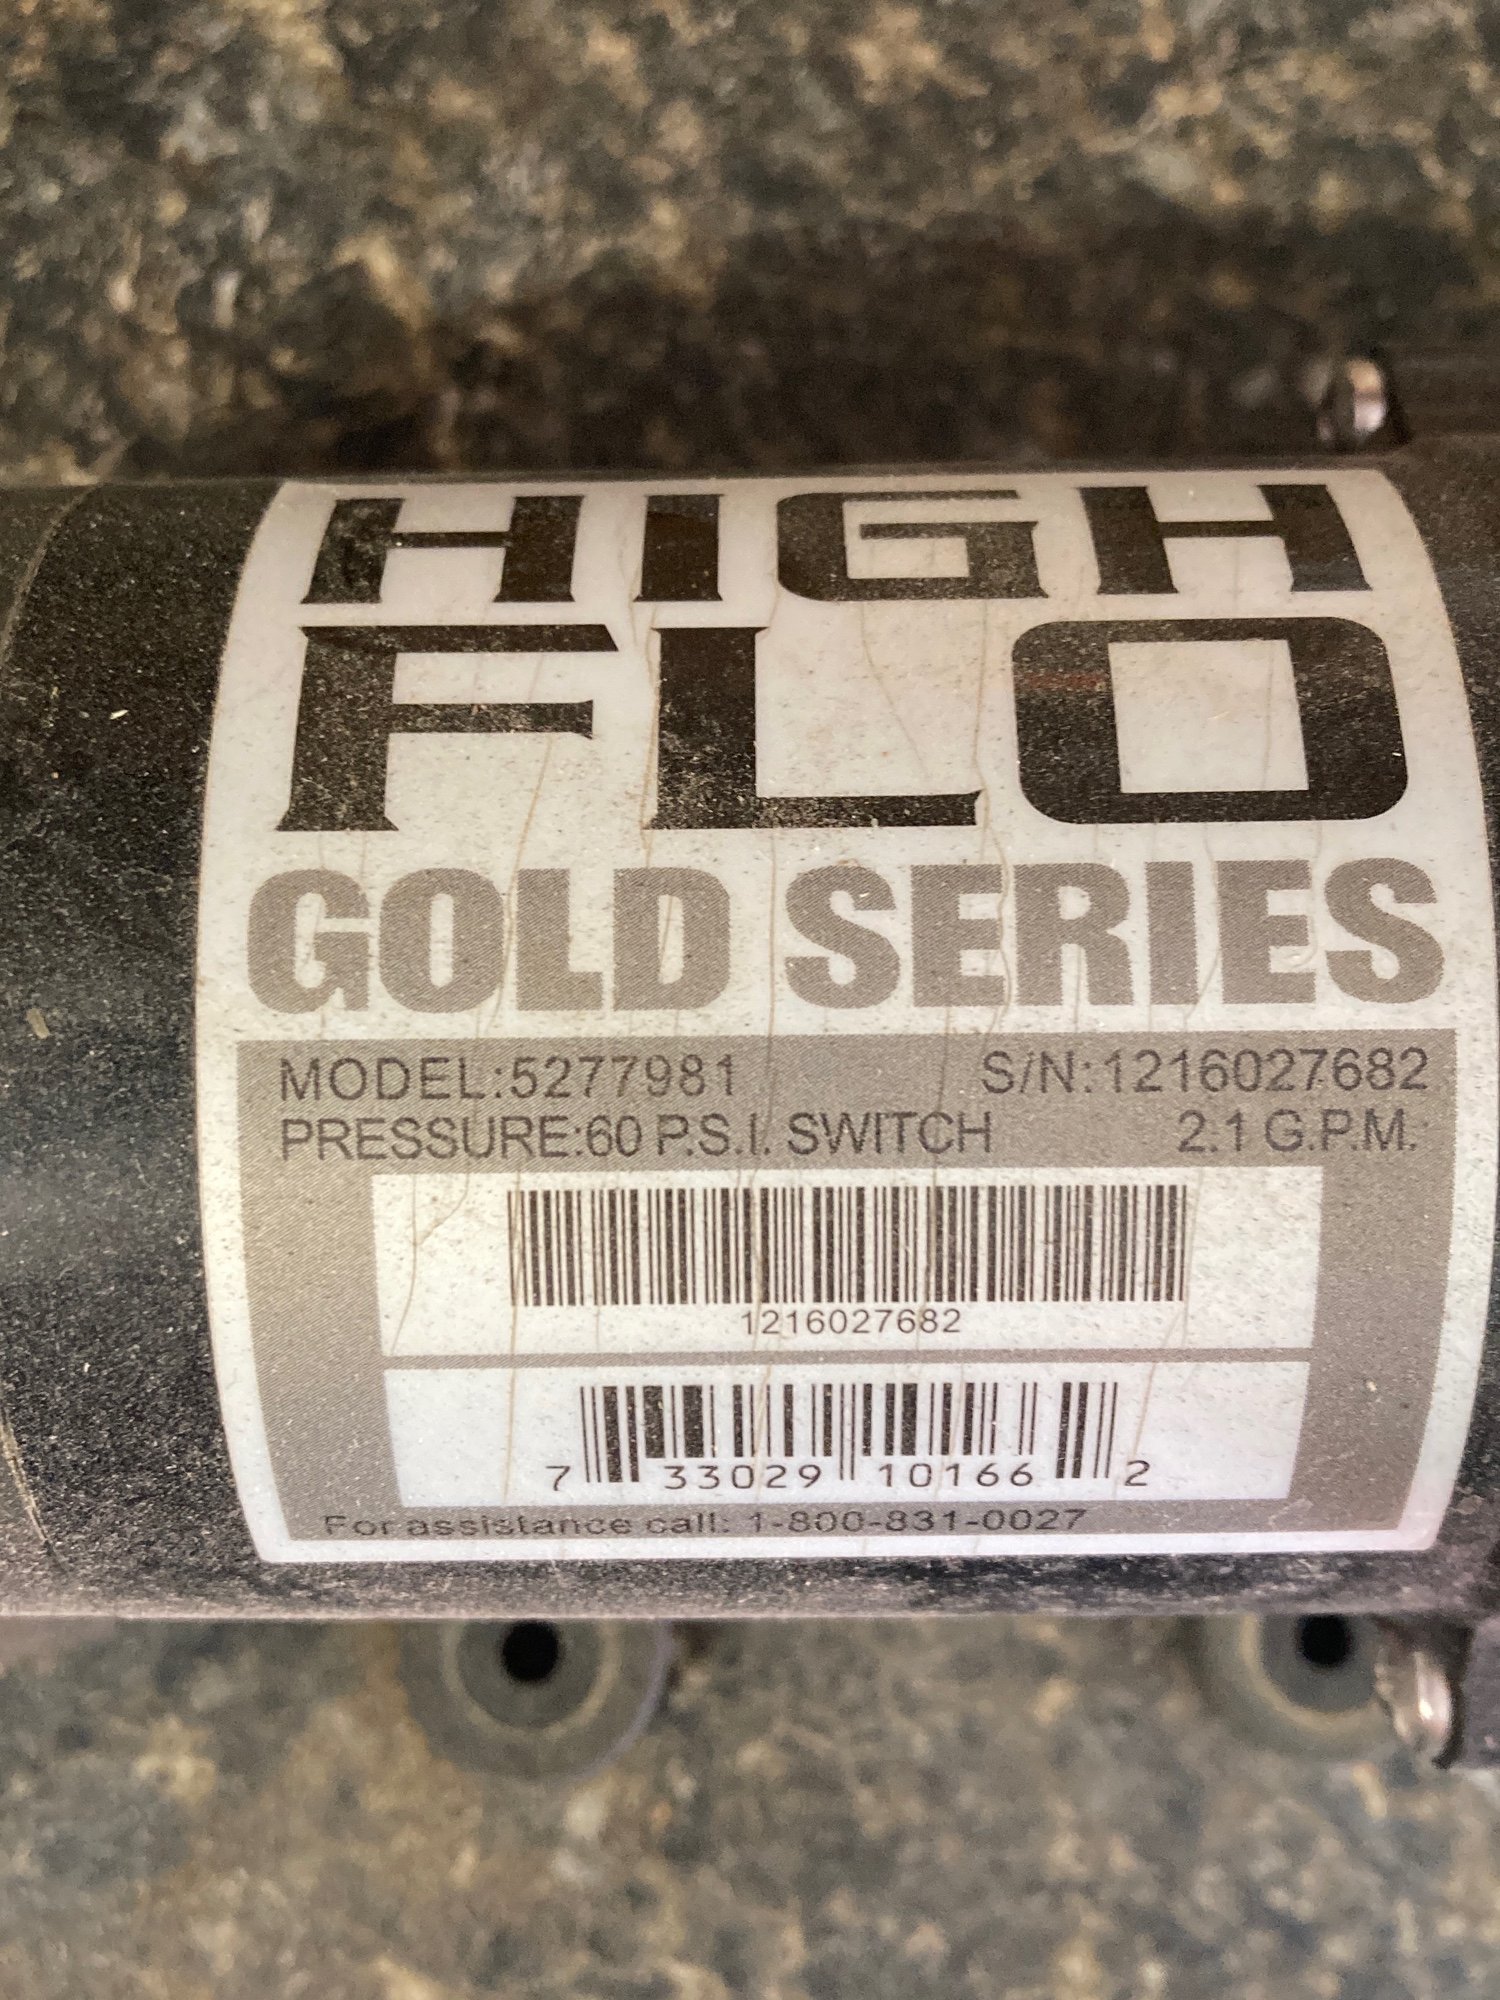 HIGH
FLO
GOLD SERIES
MODEL:5277981 S/N:1216027682
PRESSURE:60 P.S.I. SWITCH 2.1 G.P.M.
1216027682
7 33029 10166 2
For assistance call: 1-800-831-0027